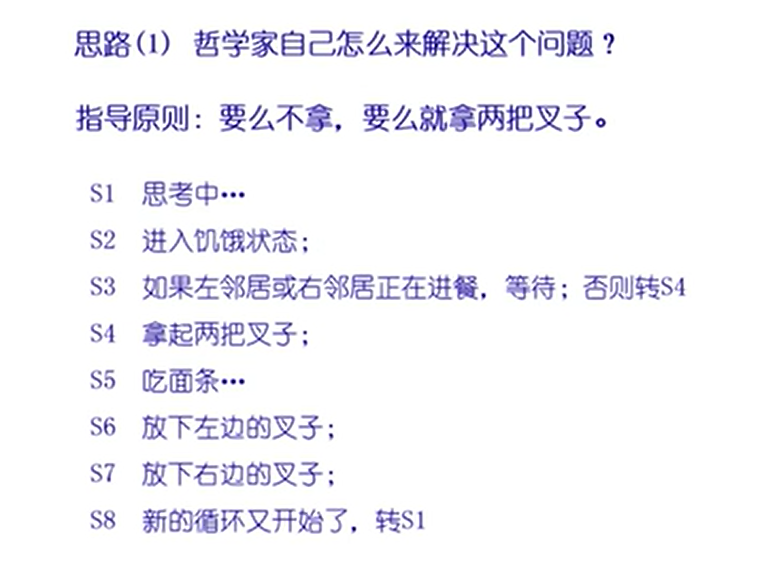 思路(1) 哲学家自己怎么来解决这个问题?
指导原则: 要么不拿，要么就拿两把叉子。
S1 思考中…
S2 进入饥饿状态;
S3 如果左邻居或右邻居正在进餐，等待; 否则转S4
S4 拿起两把叉子;
S5 吃面条…
S6 放下左边的叉子;
S7 放下右边的叉子;
S8 新的循环又开始了，转S1